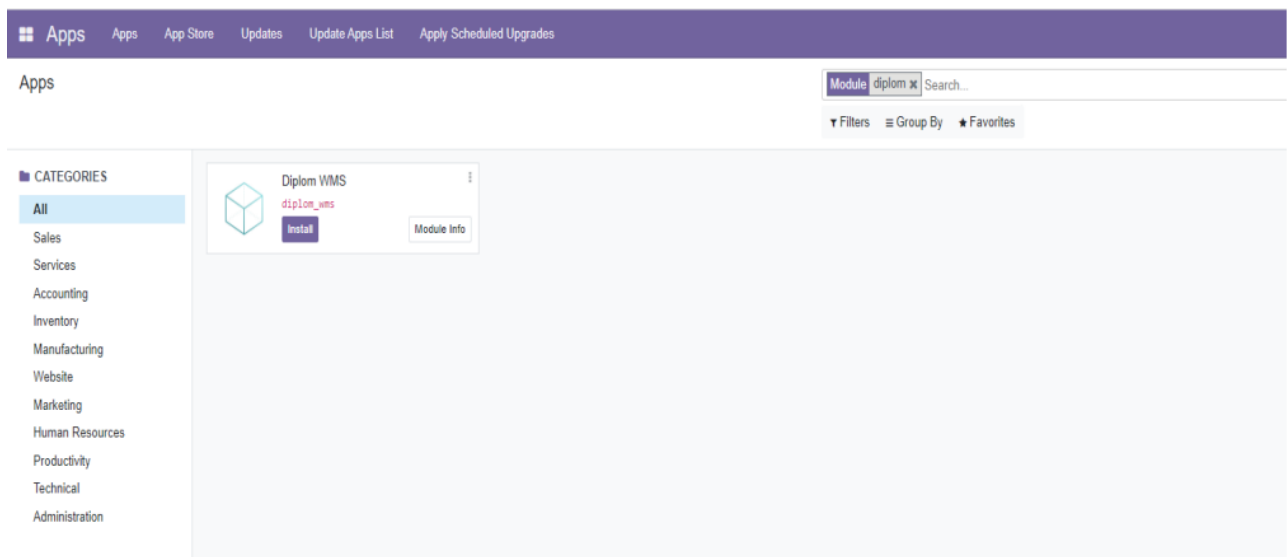 Apps Apps App Store Updates Update Apps List Apply Scheduled Upgrades
Apps
Module diplom x Search...
Filters Group By Favorites
CATEGORIES
All
Sales
Services
Accounting
Inventory
Manufacturing
Website
Marketing
Human Resources
Productivity
Technical
Administration
Diplom WMS
diplom_wms
Install Module Info